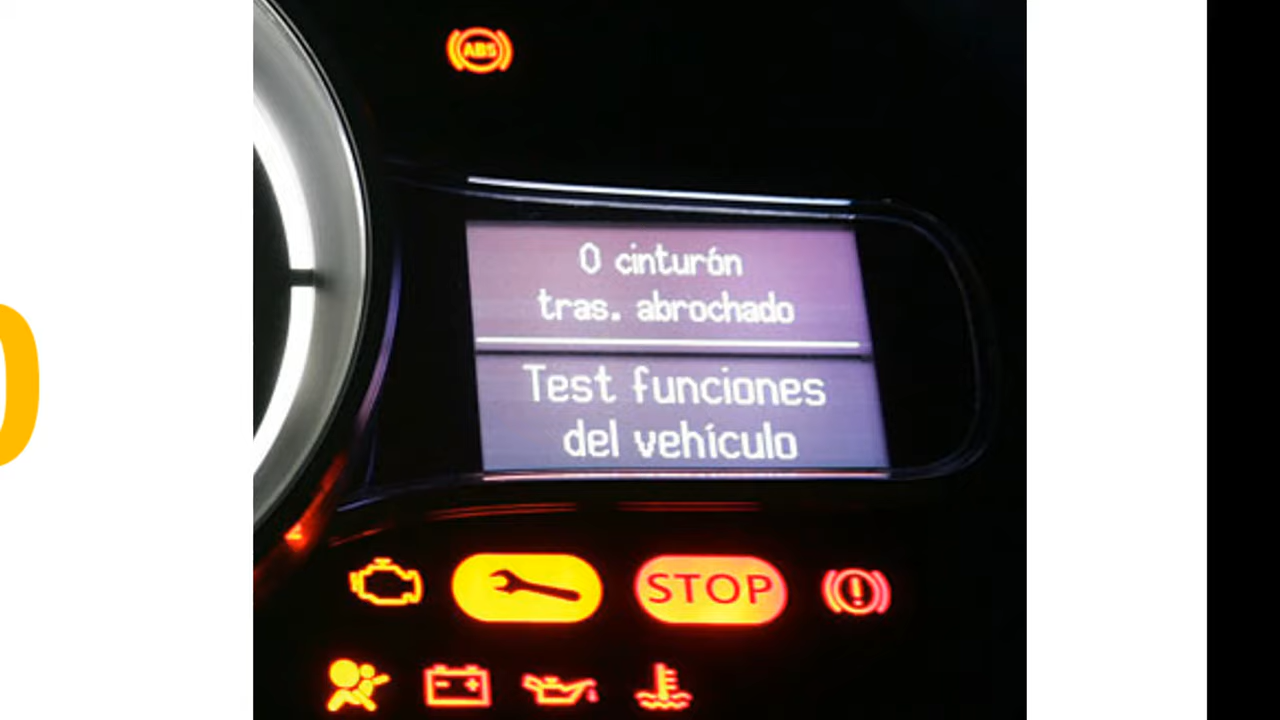 ABS
0 cinturón
tras. abrochado
Test funciones
del vehículo
STOP